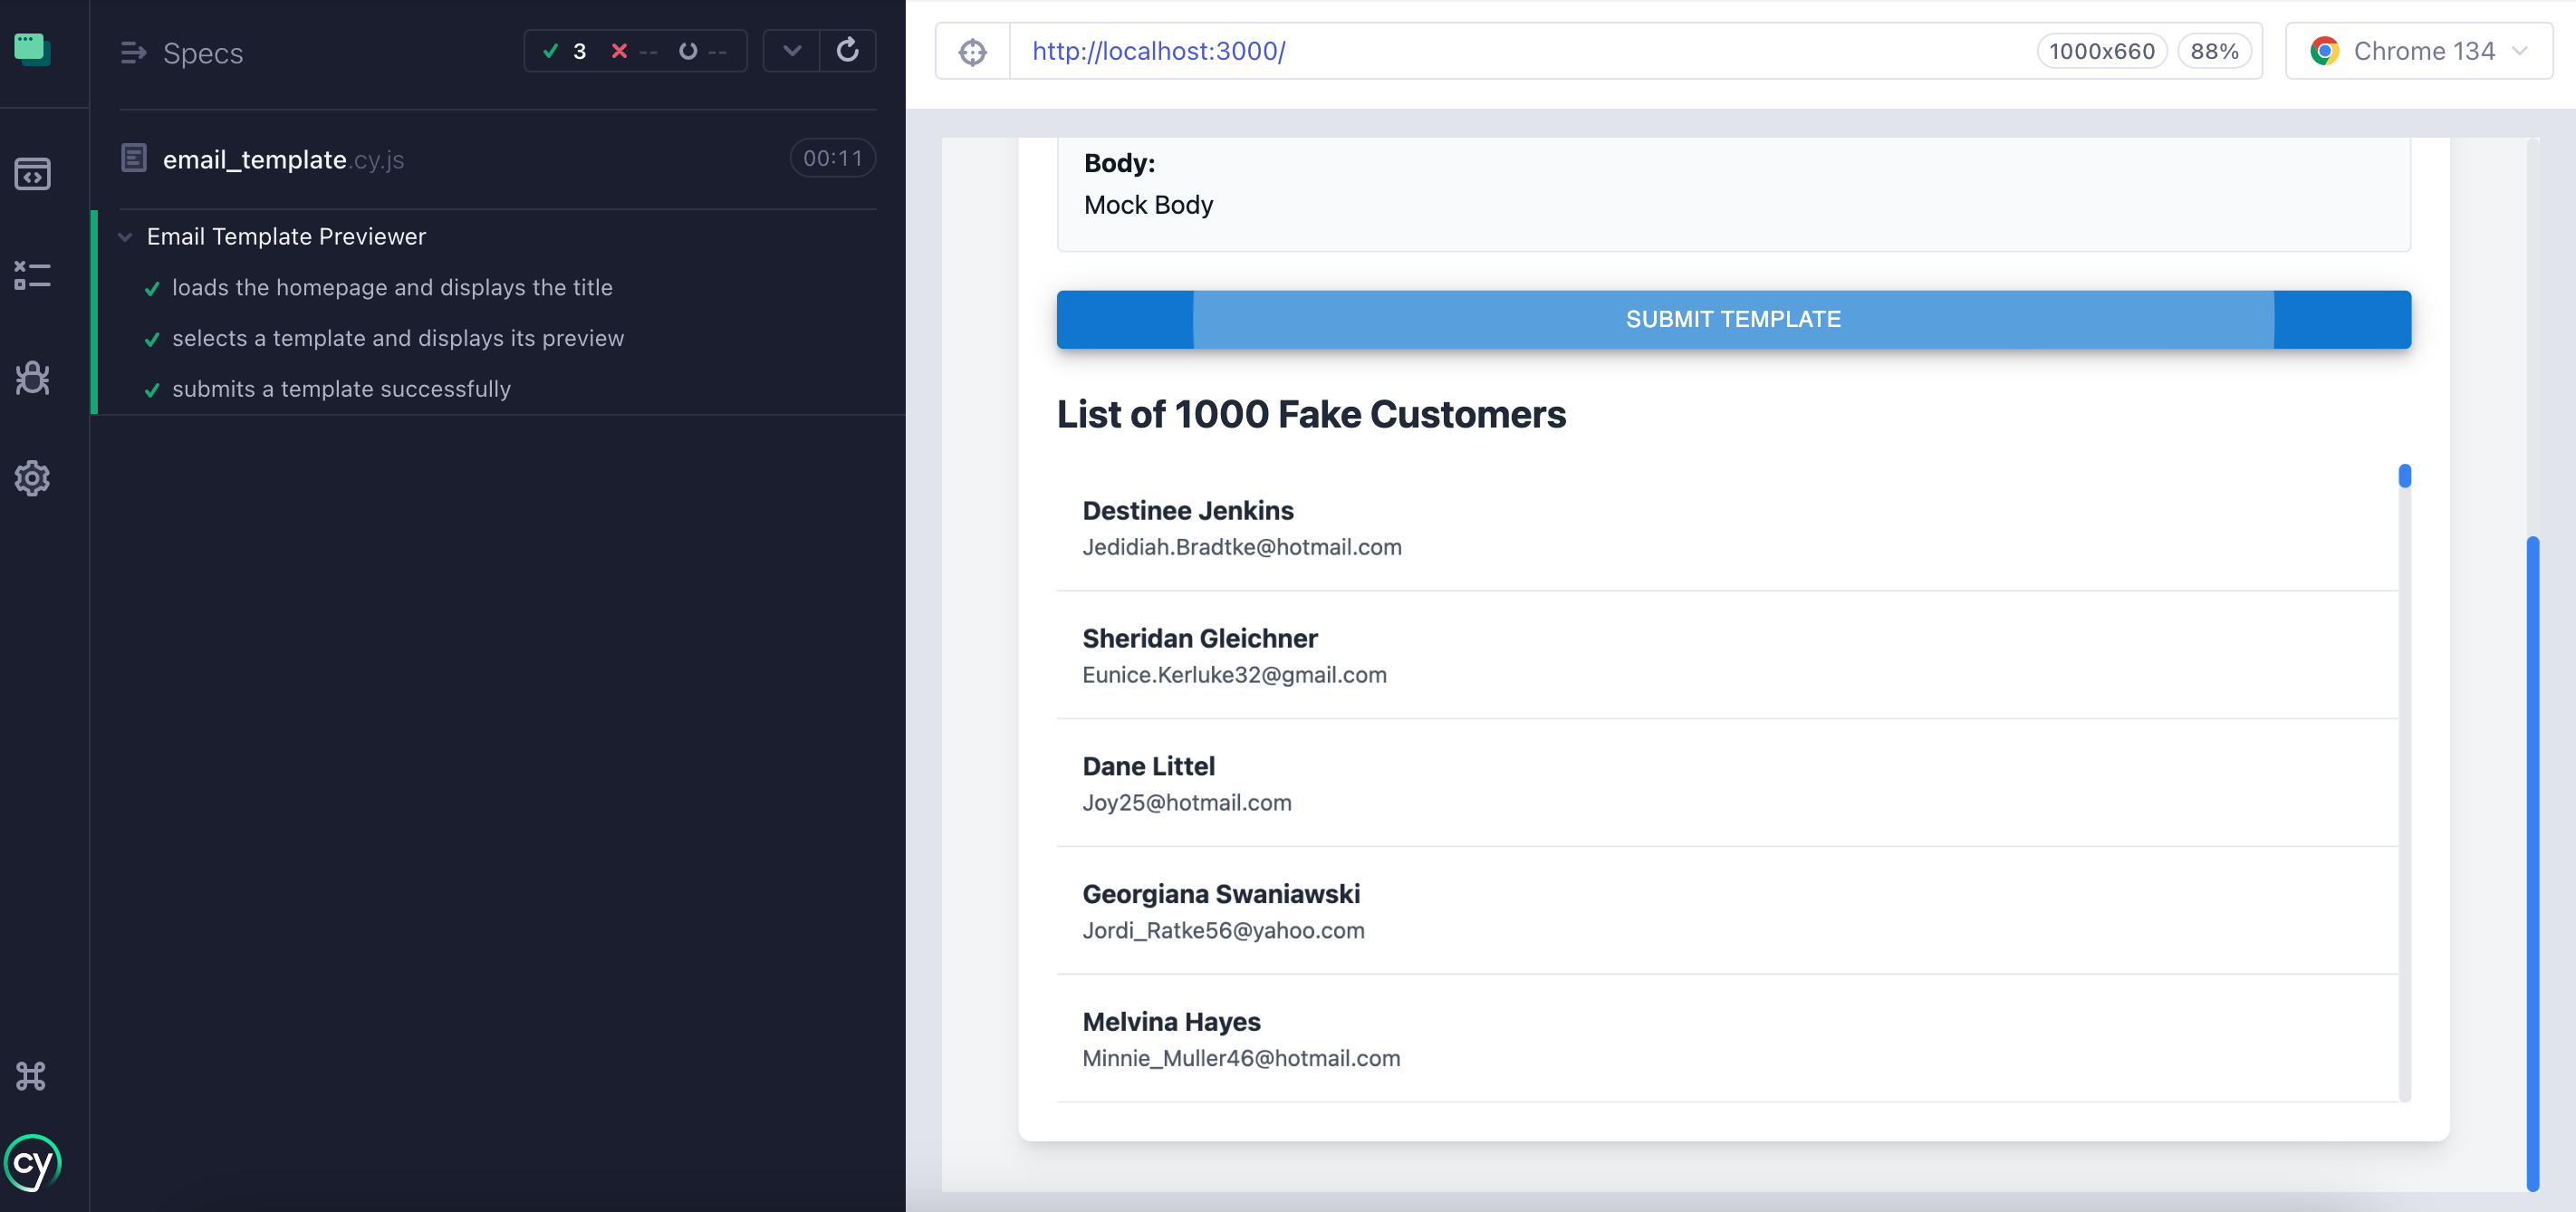 Specs
3 -- --
email_template.cy.js
00:11
Email Template Previewer
loads the homepage and displays the title
selects a template and displays its preview
submits a template successfully
cy
http://localhost:3000/
1000x660
88%
Chrome 134
Body:
Mock Body
SUBMIT TEMPLATE
List of 1000 Fake Customers
Destinee Jenkins
Jedidiah.Bradtke@hotmail.com
Sheridan Gleichner
Eunice.Kerluke32@gmail.com
Dane Littel
Joy25@hotmail.com
Georgiana Swaniawski
Jordi_Ratke56@yahoo.com
Melvina Hayes
Minnie_Muller46@hotmail.com